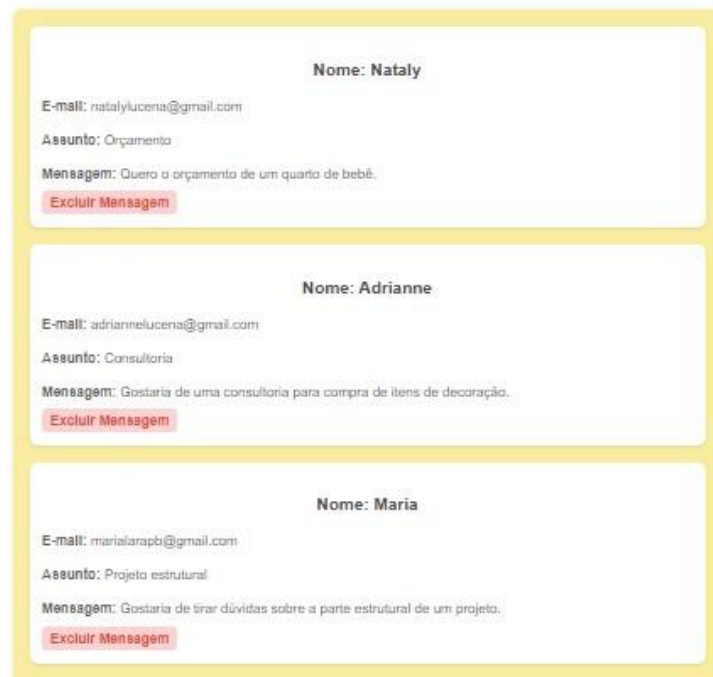 Nome: Nataly
E-mail: natalylucena@gmail.com
Assunto: Orçamento
Mensagem: Quero o orçamento de um quarto de bebê.
Excluir Mensagem
Nome: Adrianne
E-mail: adriannelucena@gmail.com
Assunto: Consultoria
Mensagem: Gostaria de uma consultoria para compra de itens de decoração.
Excluir Mensagem
Nome: Maria
E-mail: marialarapb@gmail.com
Assunto: Projeto estrutural
Mensagem: Gostaria de tirar dúvidas sobre a parte estrutural de um projeto.
Excluir Mensagem